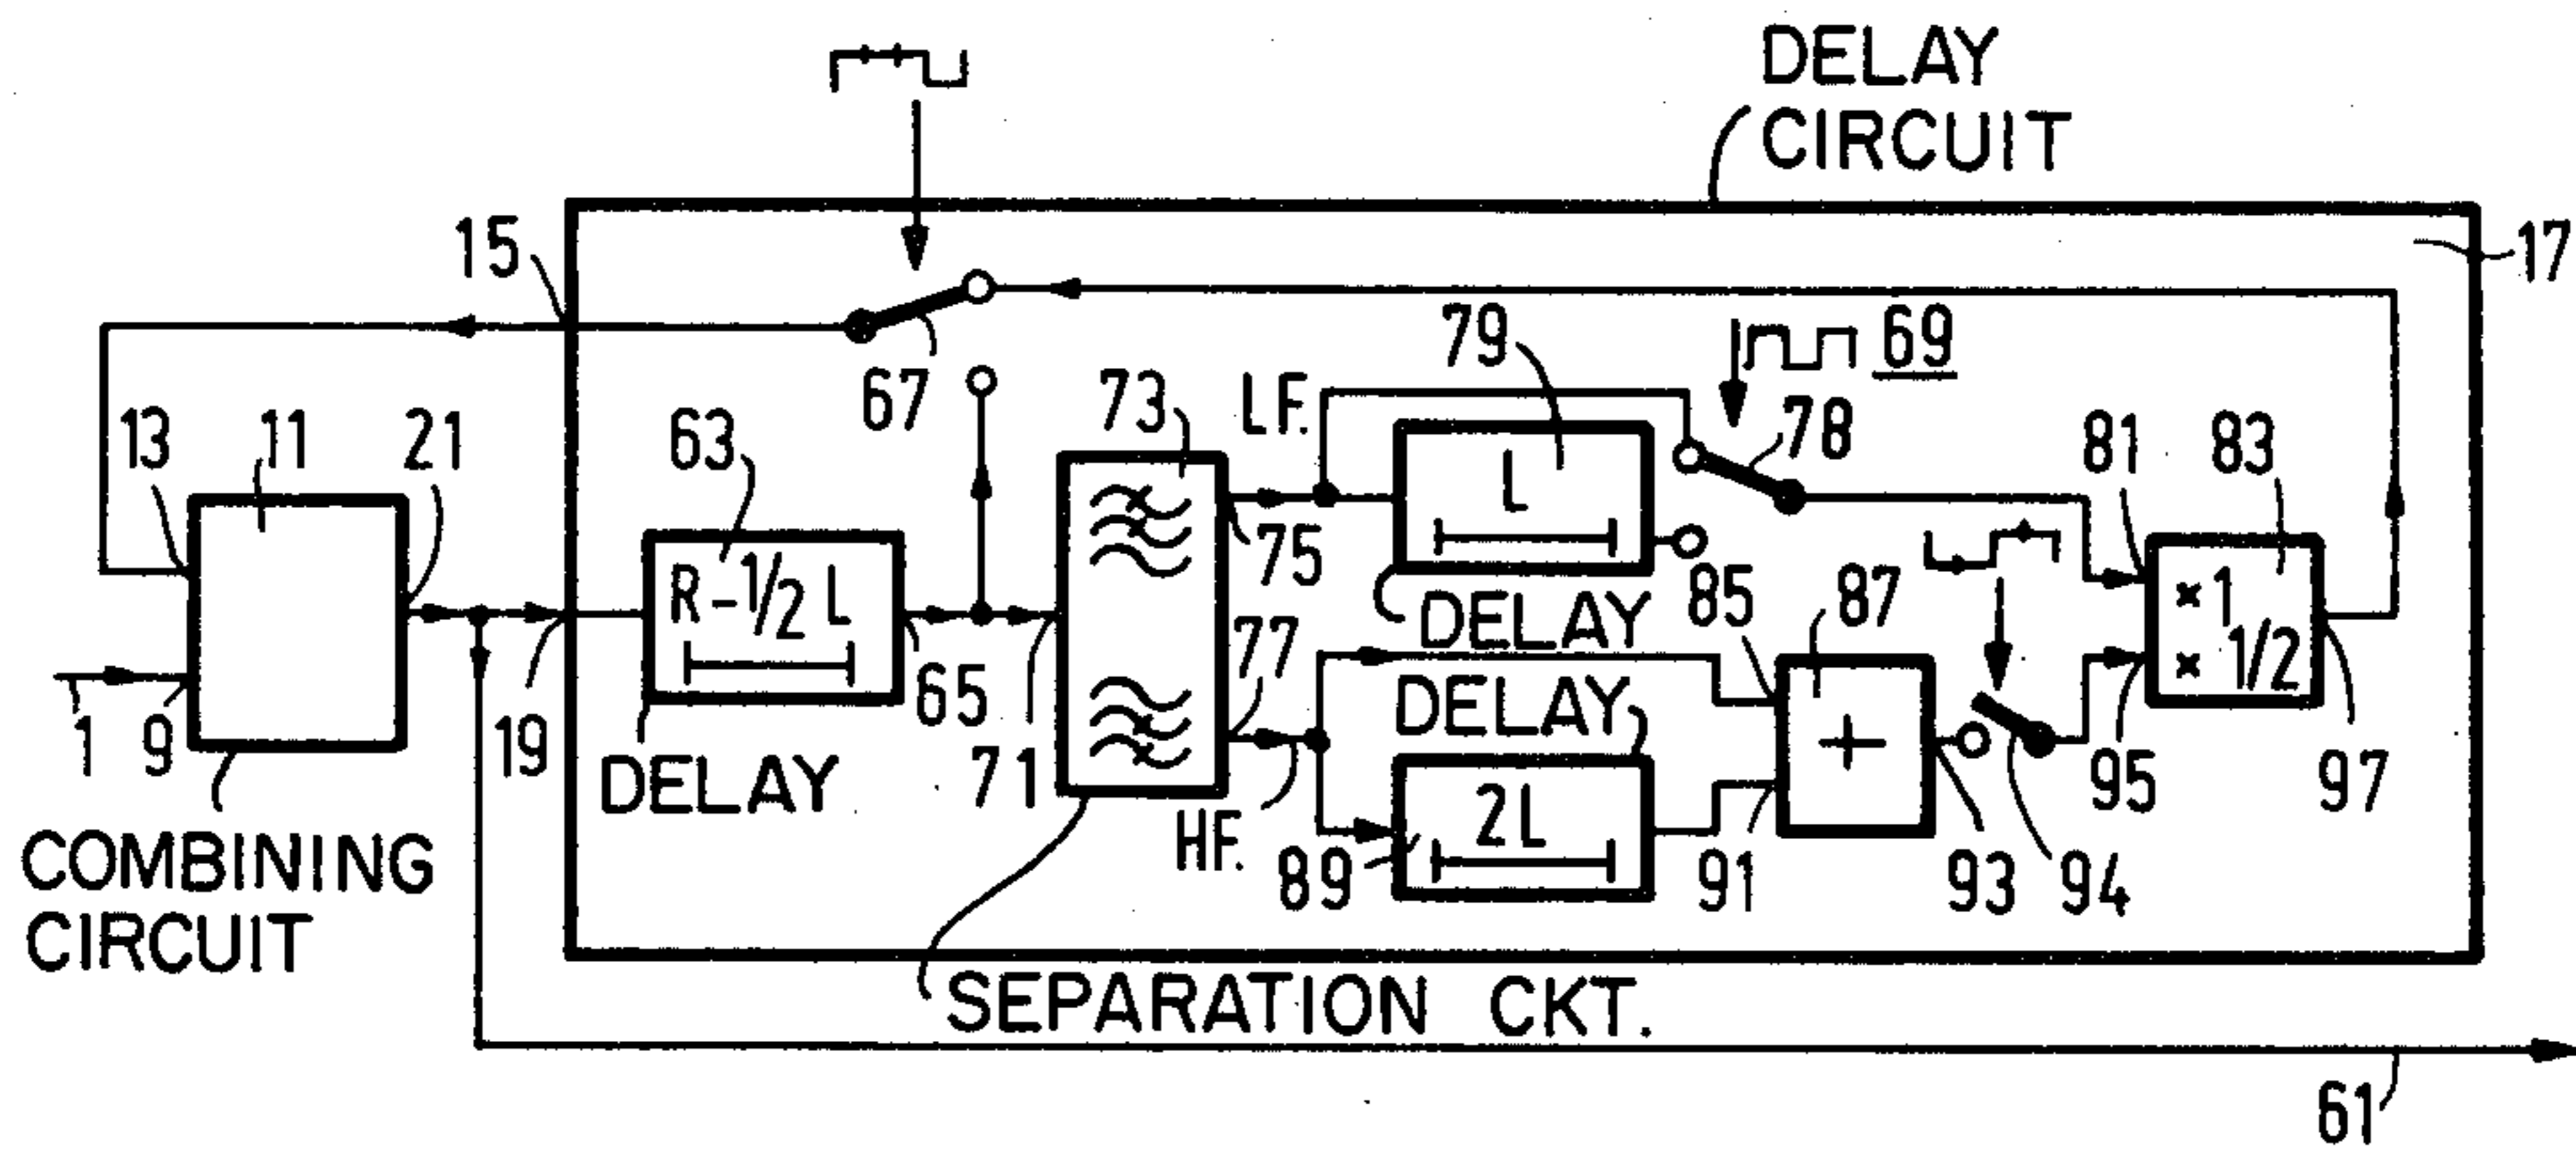 DELAY
CIRCUIT
15
17
67
79
69
73
LF.
78
13
11
21
63
81
83
L
75
R-1/2 L
DELAY
85
87
× 1
× 1/2
77
65
1
9
19
DELAY
71
DELAY
+
95
97
HF.
89
2L
91
93
94
COMBINING
CIRCUIT
SEPARATION CKT.
61